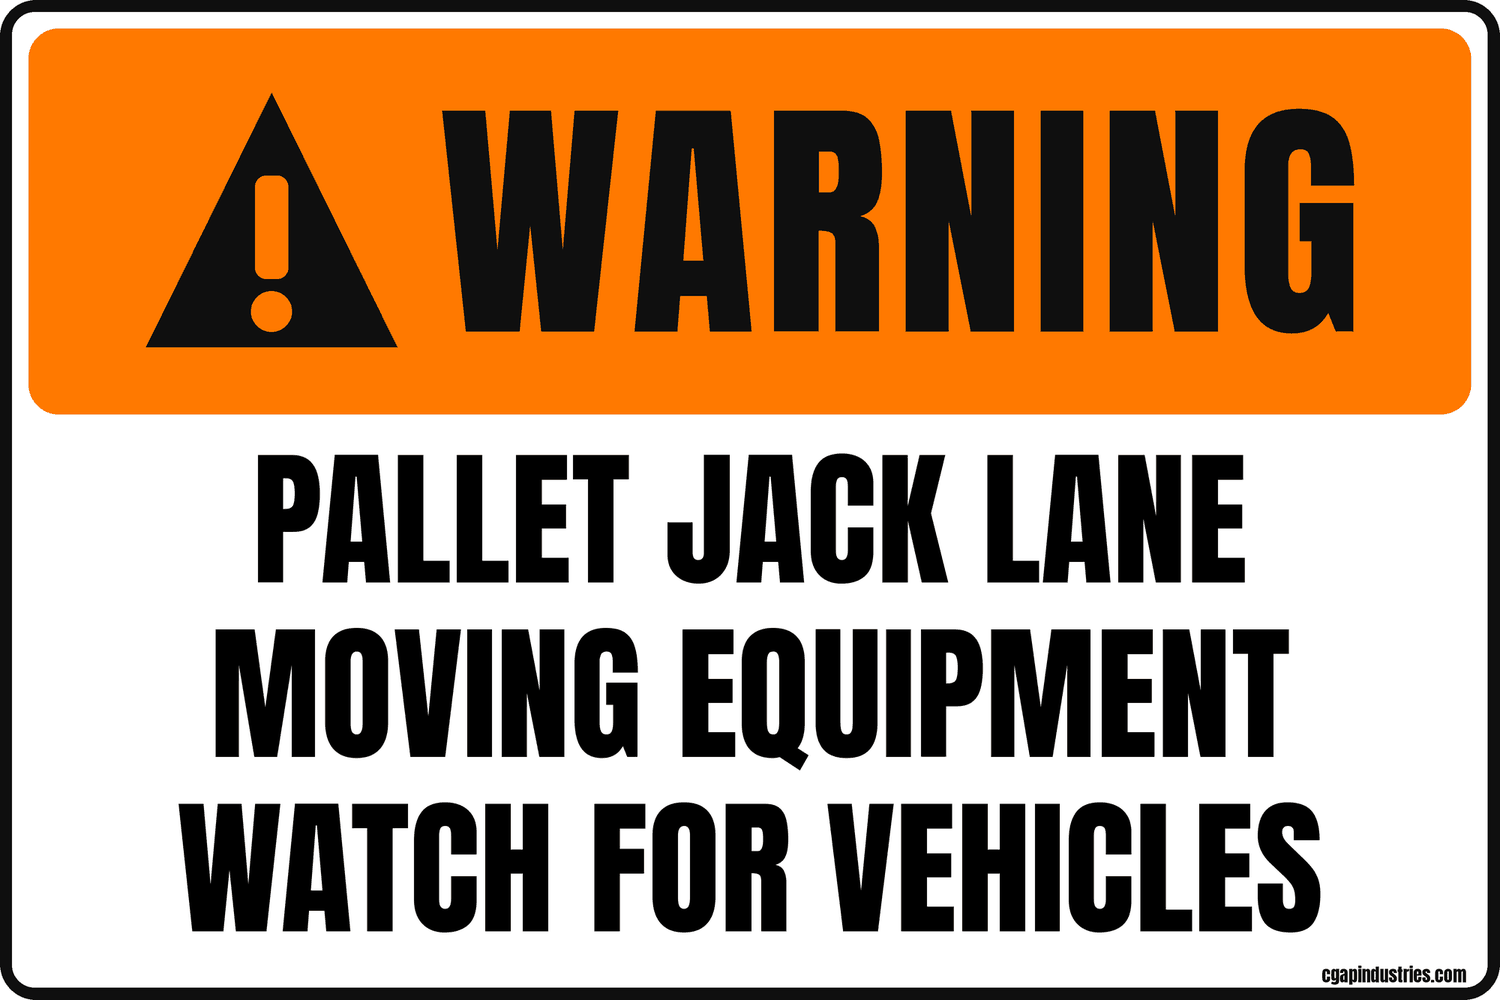 WARNING
PALLET JACK LANE
MOVING EQUIPMENT
WATCH FOR VEHICLES
cgapindustries.com